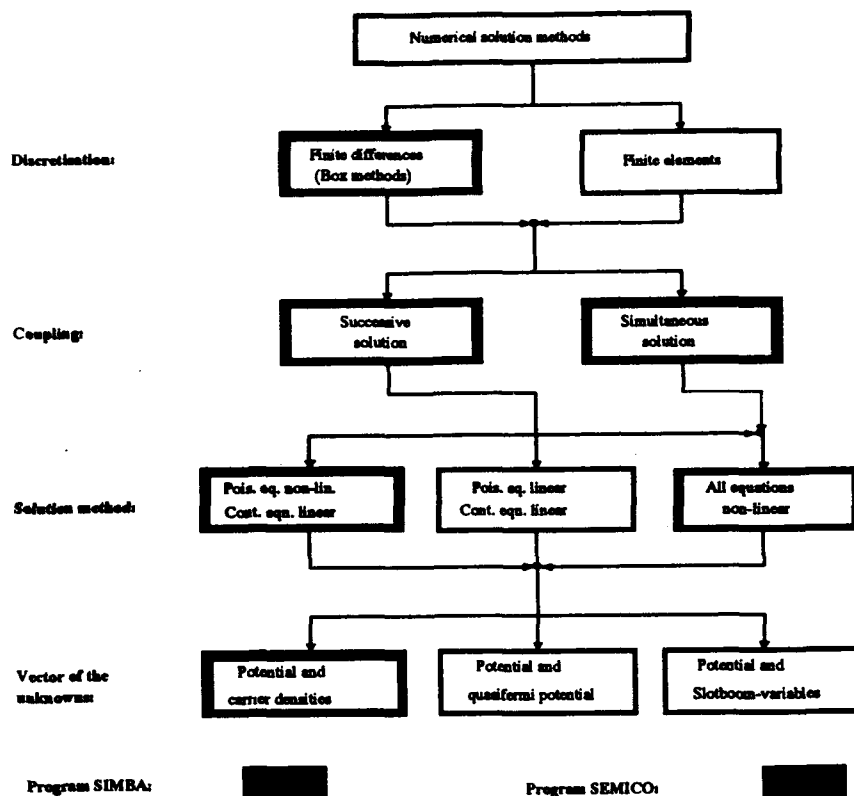 Numerical solution methods
Discretisation:
Finite differences
(Box methods)
Finite elements
Coupling:
Successive
solution
Simultaneous
solution
Solution method:
Pois. eq. non-lin.
Cont. eqn. linear
Pois. eq. linear
Cont. eqn. linear
All equations
non-linear
Vector of the
unknowns:
Potential and
carrier densities
Potential and
quasifermi potential
Potential and
Slotboom-variables
Program SIMBA:
Program SEMICO: